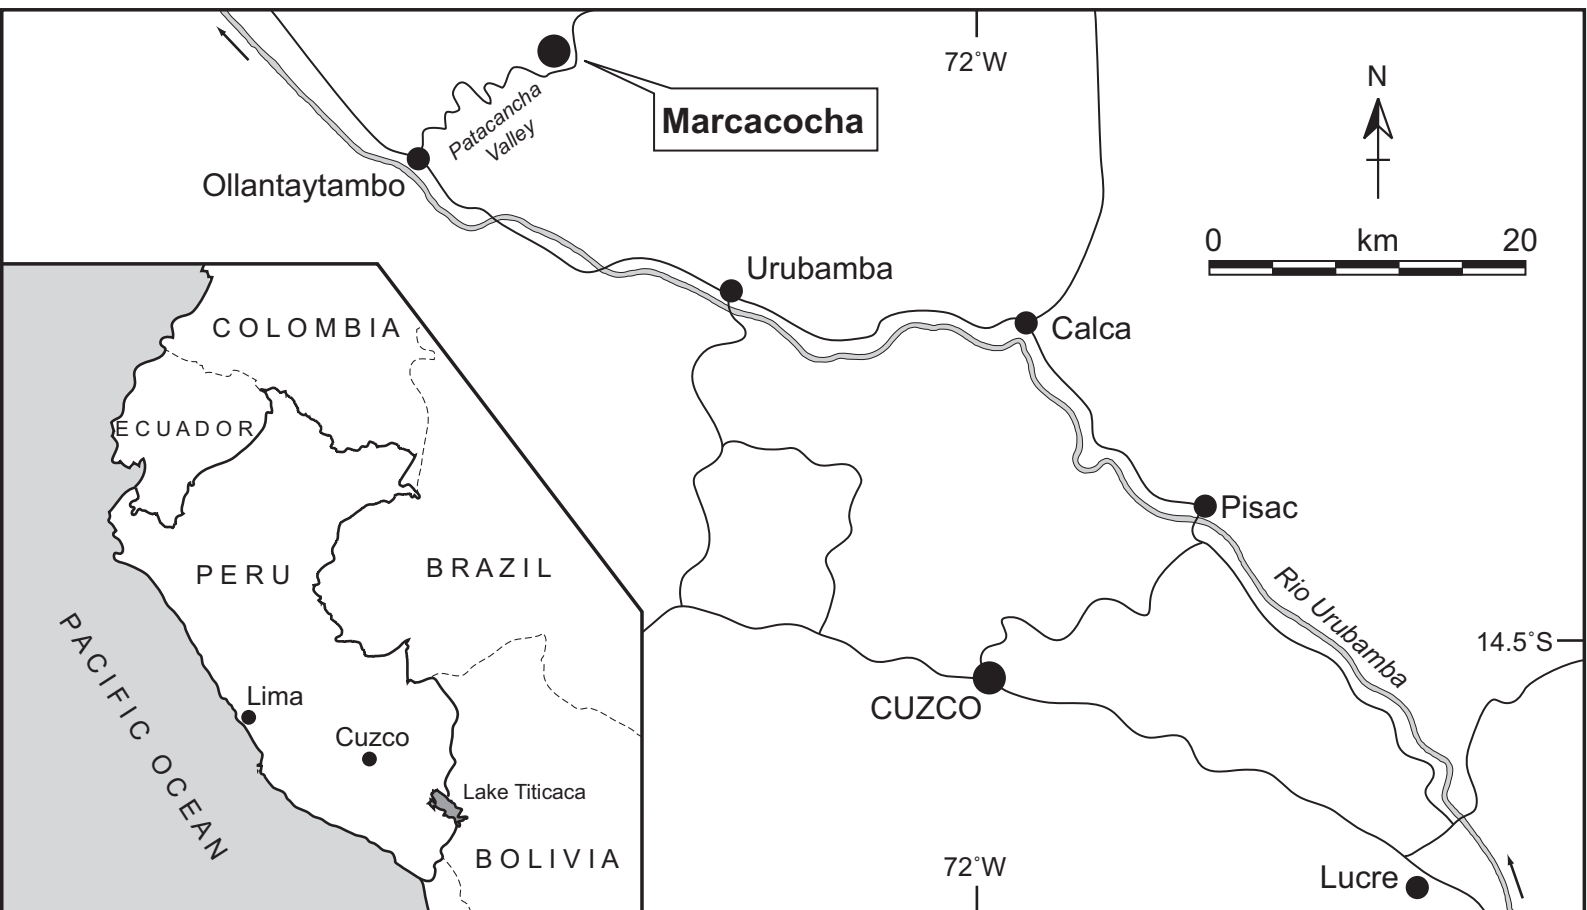 72˚W
N
Marcacocha
Patacancha
Valley
Ollantaytambo
0 km 20
Urubamba
Calca
COLOMBIA
ECUADOR
Pisac
PERU
BRAZIL
Rio Urubamba
14.5˚S
PACIFIC OCEAN
Lima
CUZCO
Cuzco
Lake Titicaca
BOLIVIA
72˚W
Lucre